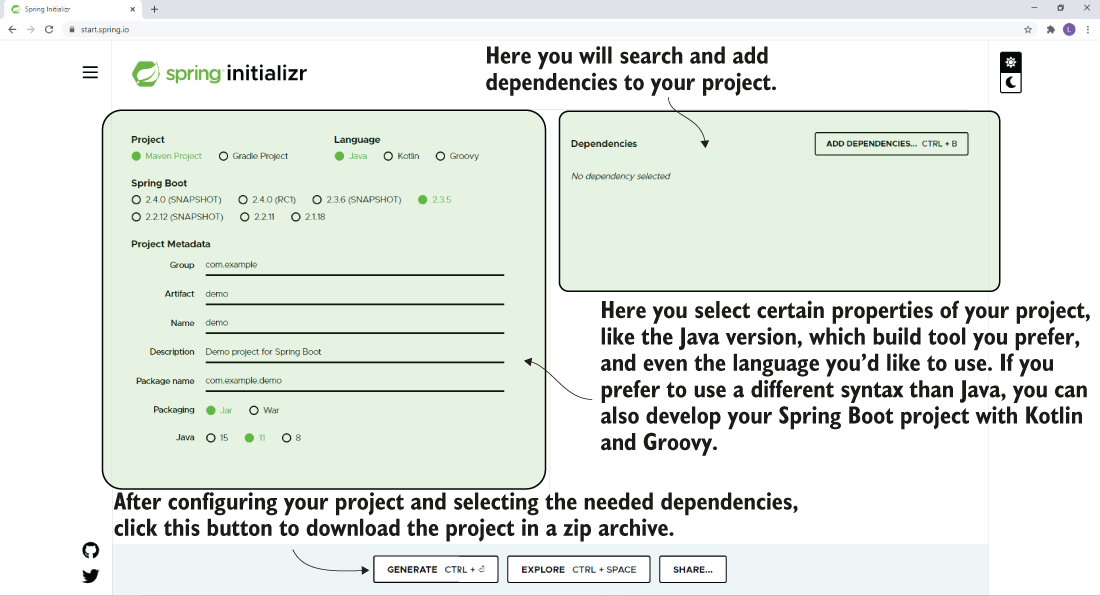 Spring Initializr
start.spring.io
L
spring initializr
Here you will search and add
dependencies to your project.
Project
Maven Project Gradle Project
Language
Java Kotlin Groovy
Spring Boot
2.4.0 (SNAPSHOT) 2.4.0 (RC1) 2.3.6 (SNAPSHOT) 2.3.5
2.2.12 (SNAPSHOT) 2.2.11 2.1.18
Project Metadata
Group com.example
Artifact demo
Name demo
Description Demo project for Spring Boot
Package name com.example.demo
Packaging Jar War
Java 15 11 8
Dependencies ADD DEPENDENCIES... CTRL + B
No dependency selected
Here you select certain properties of your project,
like the Java version, which build tool you prefer,
and even the language you’d like to use. If you
prefer to use a different syntax than Java, you can
also develop your Spring Boot project with Kotlin
and Groovy.
After configuring your project and selecting the needed dependencies,
click this button to download the project in a zip archive.
GENERATE CTRL + ⏎ EXPLORE CTRL + SPACE SHARE...